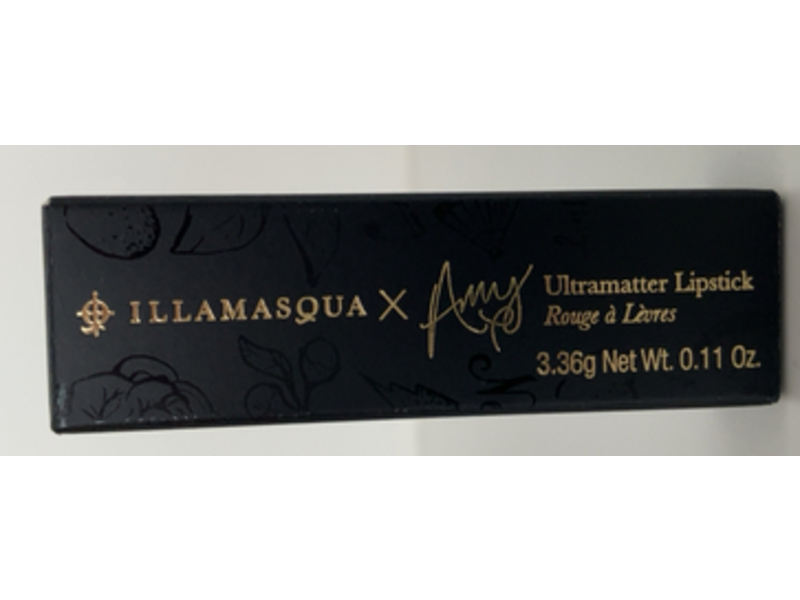 ILLAMASQUA X Amy
Ultramatter Lipstick
Rouge à Lèvres
3.36g Net Wt. 0.11 Oz.